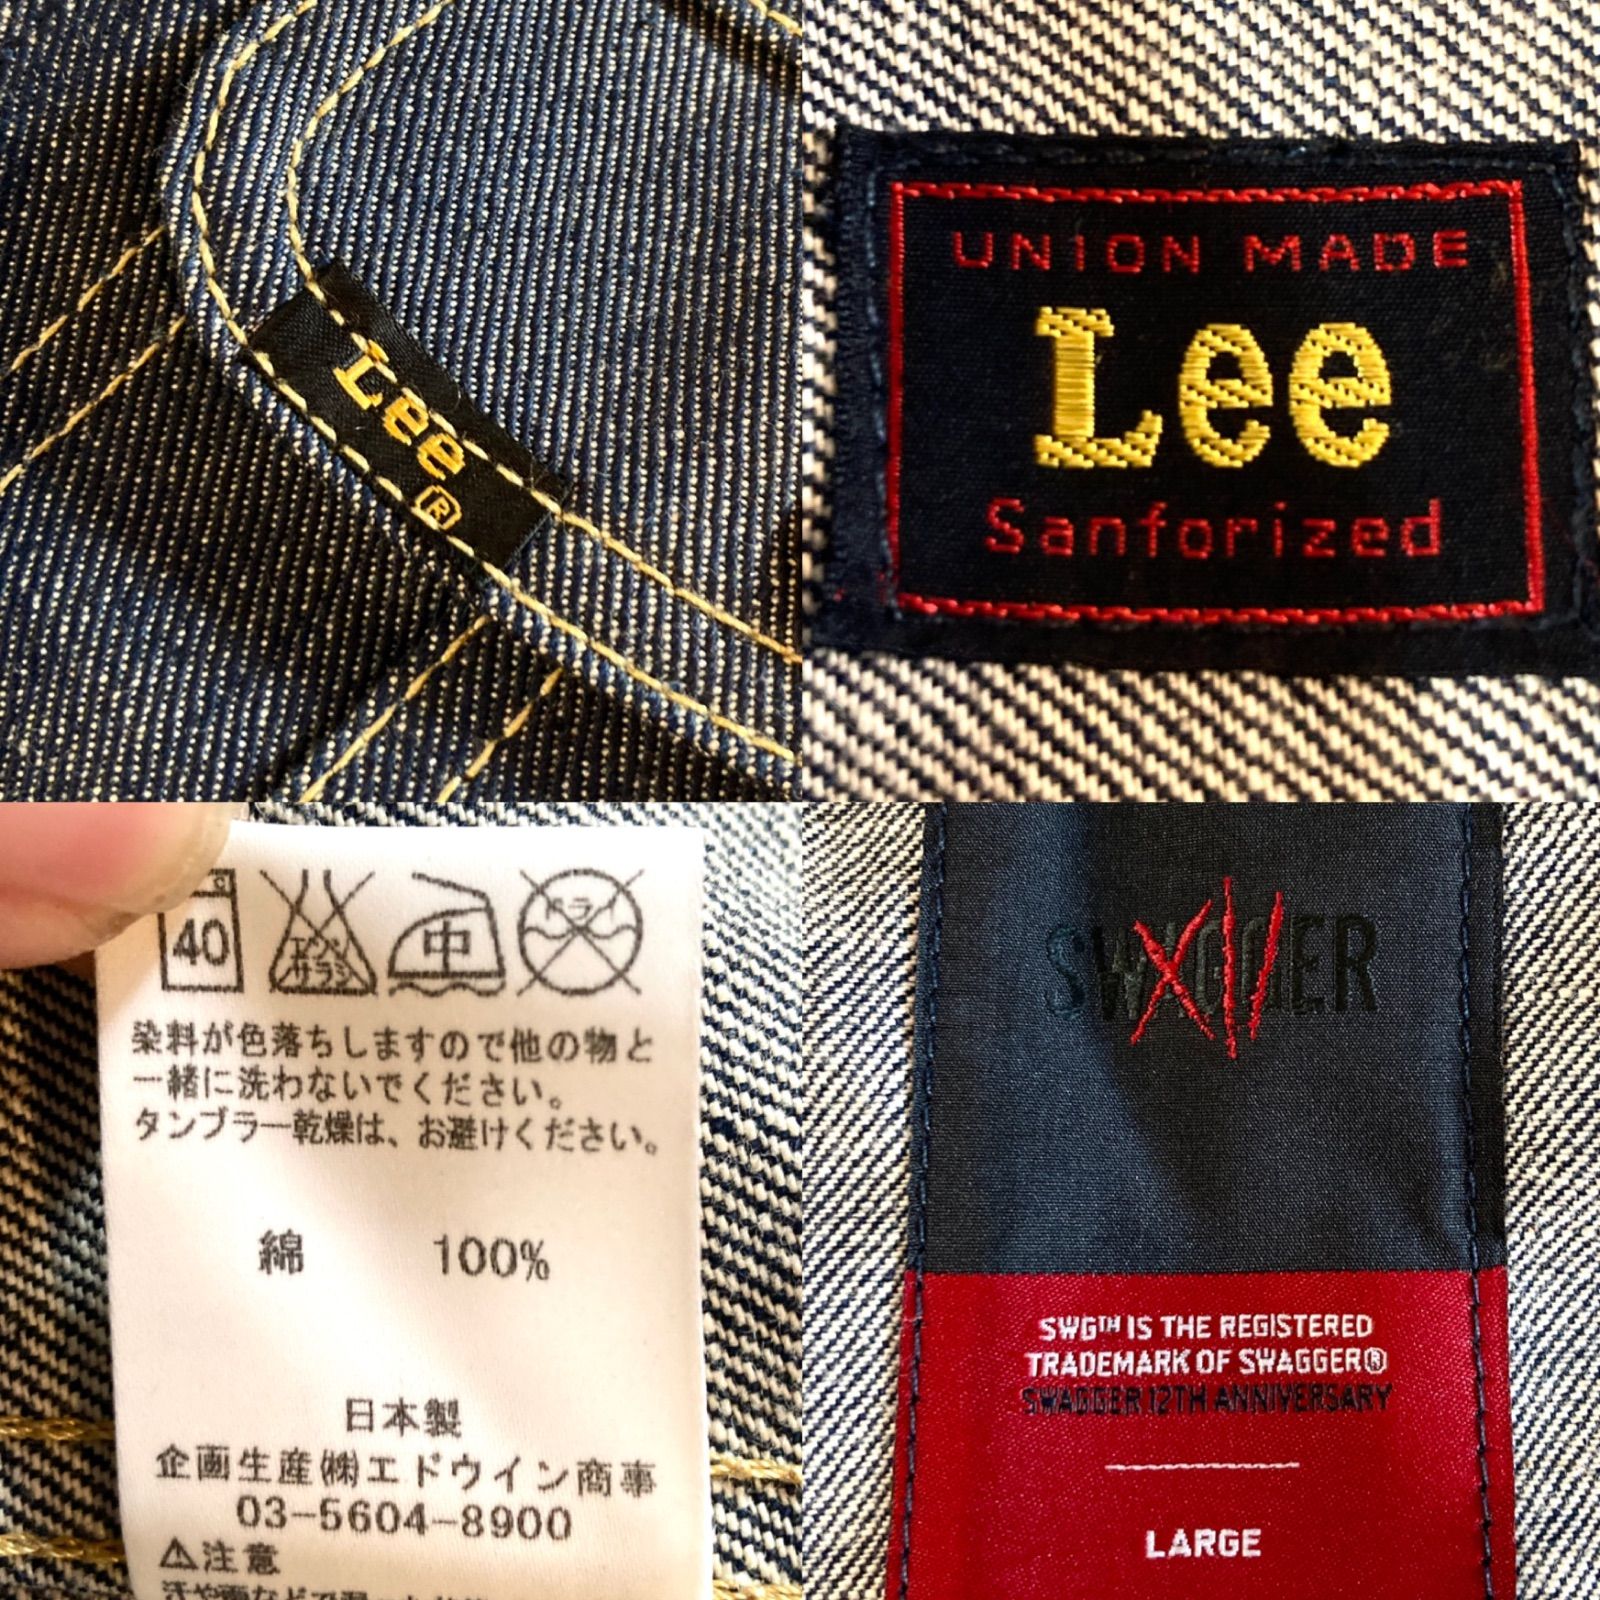 Lee®
UNION MADE
Lee
Sanforized
40
エンソ
サラシ
中
ドライ
染料が色落ちしますので他の物と
一緒に洗わないでください。
タンブラー乾燥は、お避けください。
綿 100%
日本製
企画生産㈱エドウイン商事
03-5604-8900
⚠注意
SWAGGER
XII
SWG™ IS THE REGISTERED
TRADEMARK OF SWAGGER®
SWAGGER 12TH ANNIVERSARY
LARGE